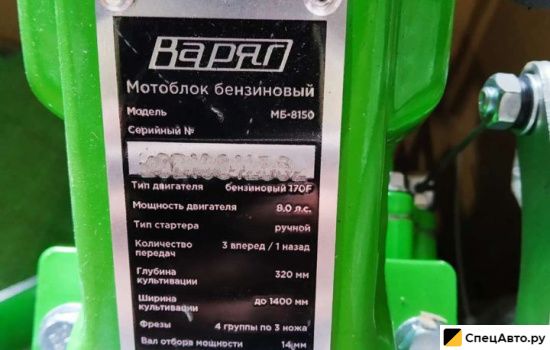 Варяг
Мотоблок бензиновый
Модель МБ-8150
Серийный №
Тип двигателя бензиновый 170F
Мощность двигателя 8.0 л.с.
Тип стартера ручной
Количество передач 3 вперед / 1 назад
Глубина культивации 320 мм
Ширина культивации до 1400 мм
Фрезы 4 группы по 3 ножа
Вал отбора мощности 14 мм
СпецАвто.ру